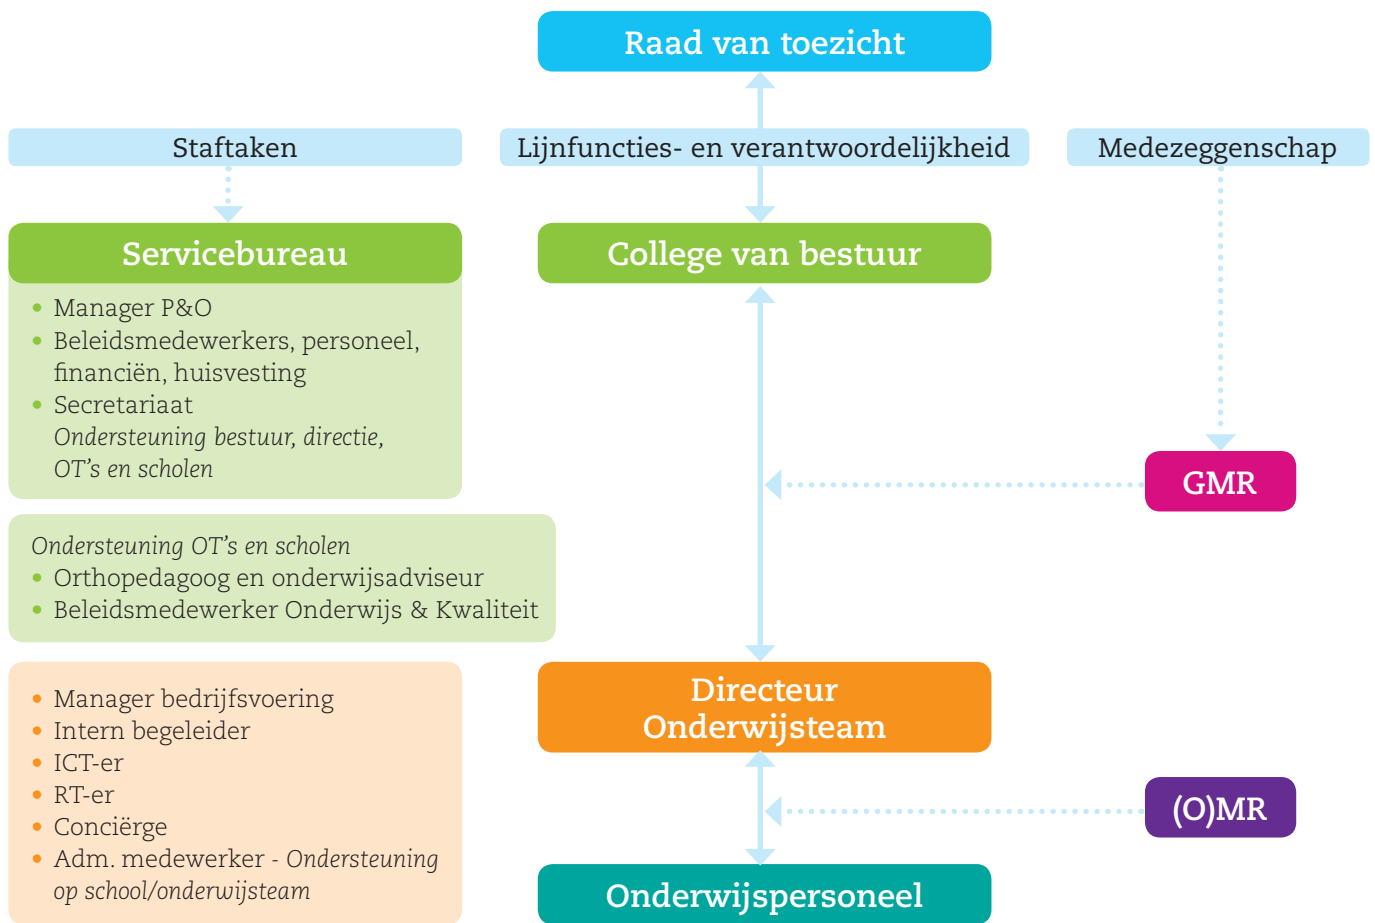 Raad van toezicht
Staftaken
Lijnfuncties- en verantwoordelijkheid
Medezeggenschap
Servicebureau
College van bestuur
• Manager P&O
• Beleidsmedewerkers, personeel,
financiën, huisvesting
• Secretariaat
Ondersteuning bestuur, directie,
OT’s en scholen
GMR
Ondersteuning OT’s en scholen
• Orthopedagoog en onderwijsadviseur
• Beleidsmedewerker Onderwijs & Kwaliteit
Directeur
Onderwijsteam
• Manager bedrijfsvoering
• Intern begeleider
• ICT-er
• RT-er
• Conciërge
• Adm. medewerker - Ondersteuning
op school/onderwijsteam
(O)MR
Onderwijspersoneel